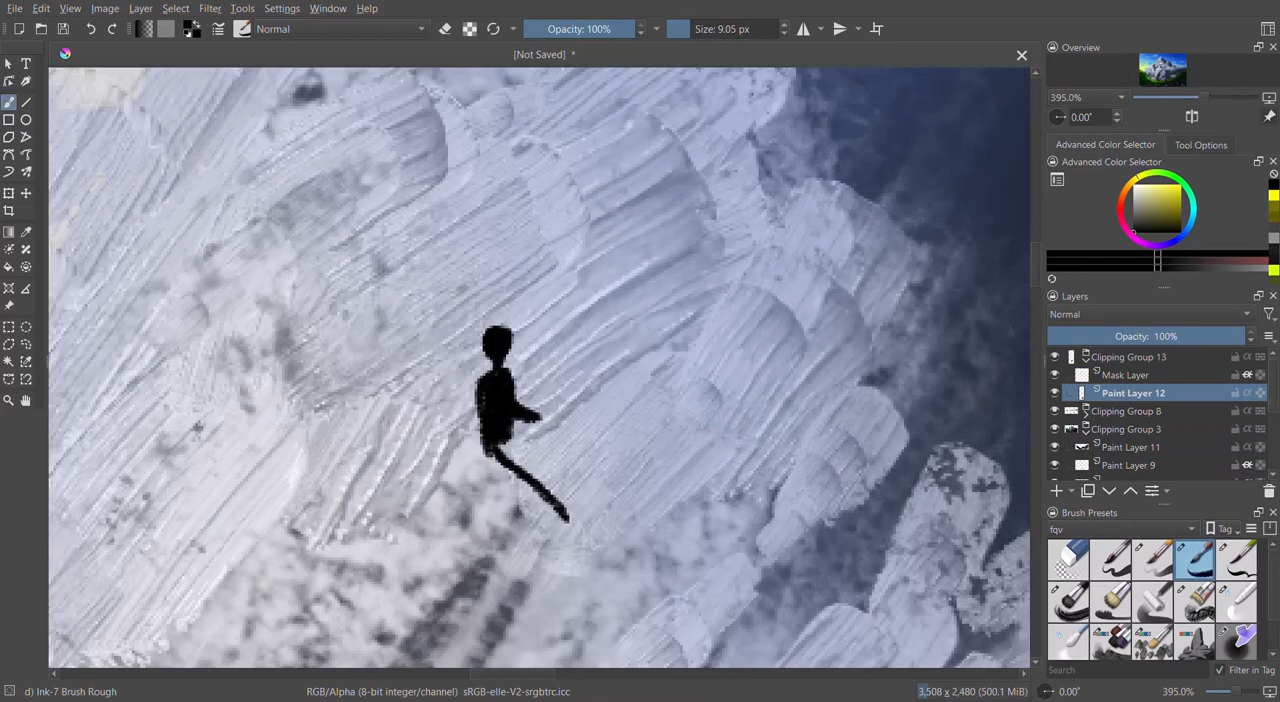 File Edit View Image Layer Select Filter Tools Settings Window Help
Normal Opacity: 100% Size: 9.05 px
[Not Saved] *
Overview
395.0%
0.00°
Advanced Color Selector Tool Options
Advanced Color Selector
Layers
Normal
Opacity: 100%
Clipping Group 13
Mask Layer
Paint Layer 12
Clipping Group 8
Clipping Group 3
Paint Layer 11
Paint Layer 9
Brush Presets
fqv Tag
Search Filter in Tag
d) Ink-7 Brush Rough RGB/Alpha (8-bit integer/channel) sRGB-elle-V2-srgbtrc.icc 3,508 x 2,480 (500.1 MiB) 0.00° 395.0%